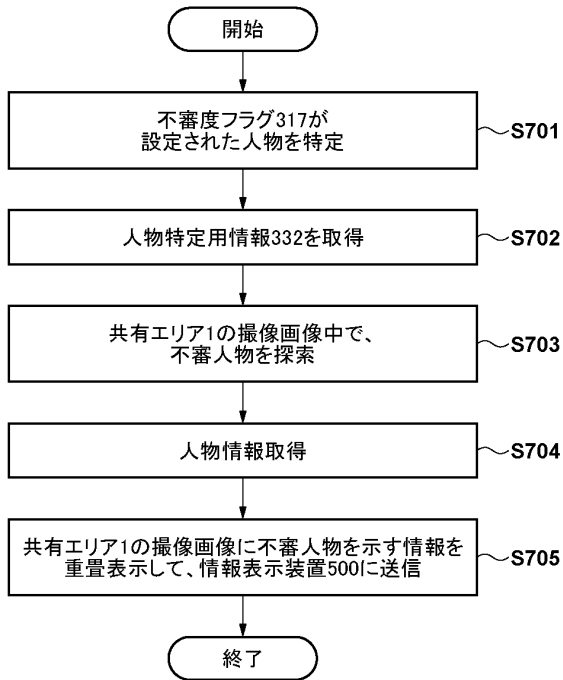 開始
不審度フラグ317が
設定された人物を特定
S701
人物特定用情報332を取得
S702
共有エリア1の撮像画像中で、
不審人物を探索
S703
人物情報取得
S704
共有エリア1の撮像画像に不審人物を示す情報を
重畳表示して、情報表示装置500に送信
S705
終了